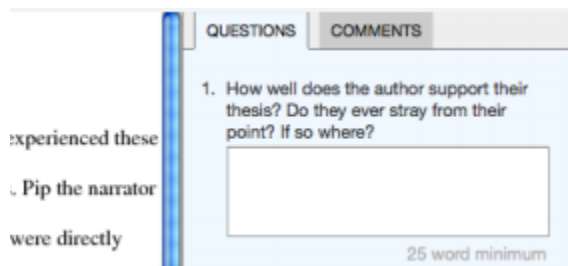 QUESTIONS COMMENTS
1. How well does the author support their
thesis? Do they ever stray from their
point? If so where?
25 word minimum
experienced these
. Pip the narrator
were directly